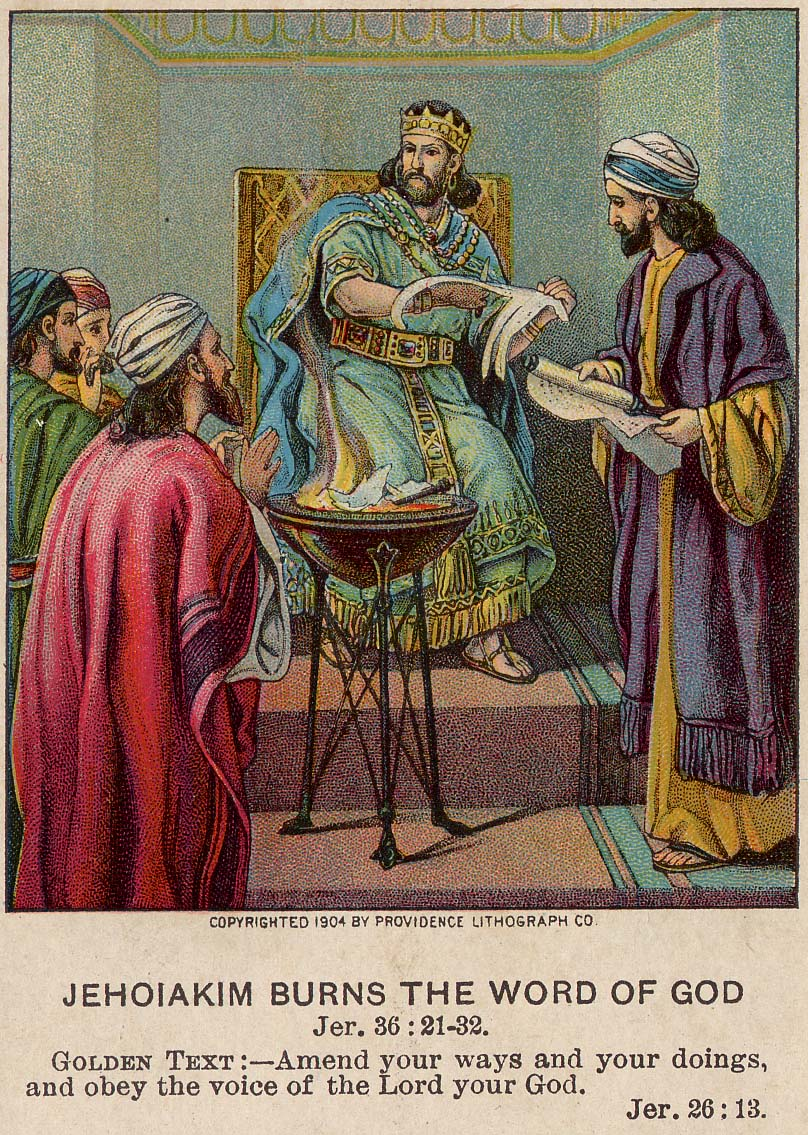 COPYRIGHTED 1904 BY PROVIDENCE LITHOGRAPH CO.
JEHOIAKIM BURNS THE WORD OF GOD
Jer. 36:21-32.
GOLDEN TEXT:—Amend your ways and your doings,
and obey the voice of the Lord your God.
Jer. 26:13.